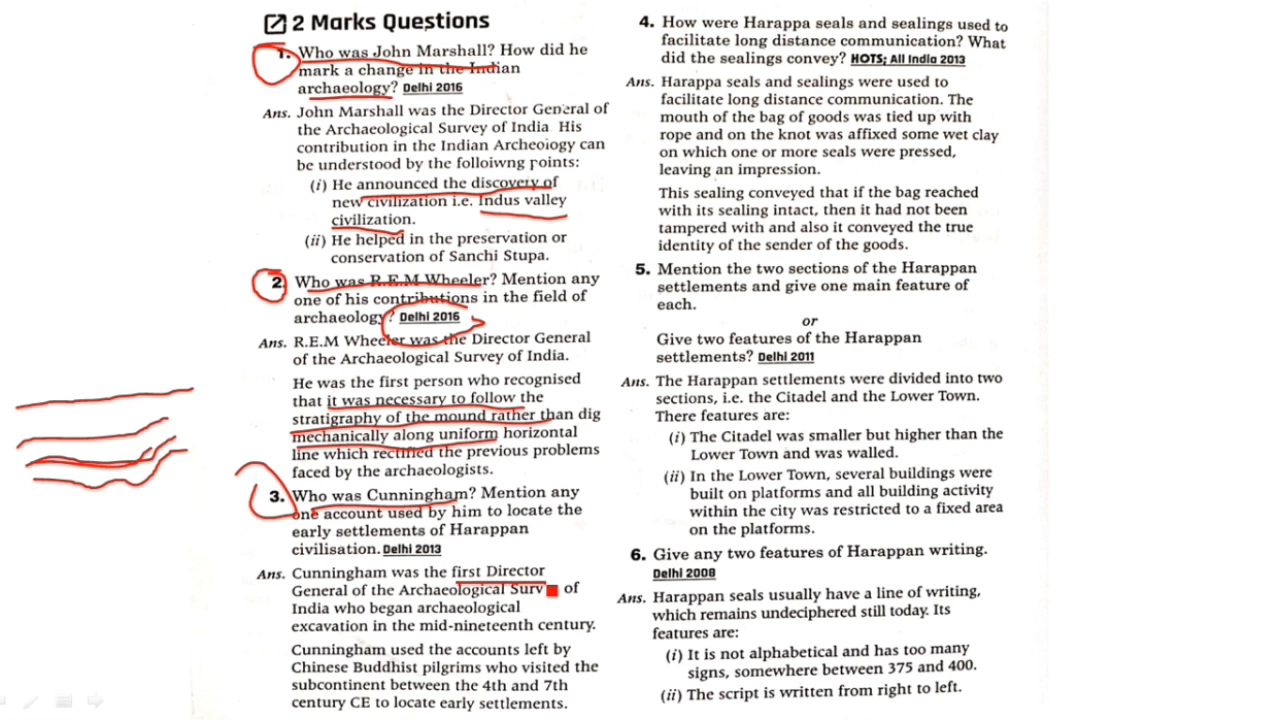 2 Marks Questions
1. Who was John Marshall? How did he
mark a change in the Indian
archaeology? Delhi 2016
Ans. John Marshall was the Director General of
the Archaeological Survey of India His
contribution in the Indian Archeology can
be understood by the folloiwng points:
(i) He announced the discovery of
new civilization i.e. Indus valley
civilization.
(ii) He helped in the preservation or
conservation of Sanchi Stupa.
2. Who was R.E.M Wheeler? Mention any
one of his contributions in the field of
archaeology? Delhi 2016
Ans. R.E.M Wheeler was the Director General
of the Archaeological Survey of India.
He was the first person who recognised
that it was necessary to follow the
stratigraphy of the mound rather than dig
mechanically along uniform horizontal
line which rectified the previous problems
faced by the archaeologists.
3. Who was Cunningham? Mention any
one account used by him to locate the
early settlements of Harappan
civilisation. Delhi 2013
Ans. Cunningham was the first Director
General of the Archaeological Surv of
India who began archaeological
excavation in the mid-nineteenth century.
Cunningham used the accounts left by
Chinese Buddhist pilgrims who visited the
subcontinent between the 4th and 7th
century CE to locate early settlements.
4. How were Harappa seals and sealings used to
facilitate long distance communication? What
did the sealings convey? HOTS; All India 2013
Ans. Harappa seals and sealings were used to
facilitate long distance communication. The
mouth of the bag of goods was tied up with
rope and on the knot was affixed some wet clay
on which one or more seals were pressed,
leaving an impression.
This sealing conveyed that if the bag reached
with its sealing intact, then it had not been
tampered with and also it conveyed the true
identity of the sender of the goods.
5. Mention the two sections of the Harappan
settlements and give one main feature of
each.
or
Give two features of the Harappan
settlements? Delhi 2011
Ans. The Harappan settlements were divided into two
sections, i.e. the Citadel and the Lower Town.
There features are:
(i) The Citadel was smaller but higher than the
Lower Town and was walled.
(ii) In the Lower Town, several buildings were
built on platforms and all building activity
within the city was restricted to a fixed area
on the platforms.
6. Give any two features of Harappan writing.
Delhi 2008
Ans. Harappan seals usually have a line of writing,
which remains undeciphered still today. Its
features are:
(i) It is not alphabetical and has too many
signs, somewhere between 375 and 400.
(ii) The script is written from right to left.